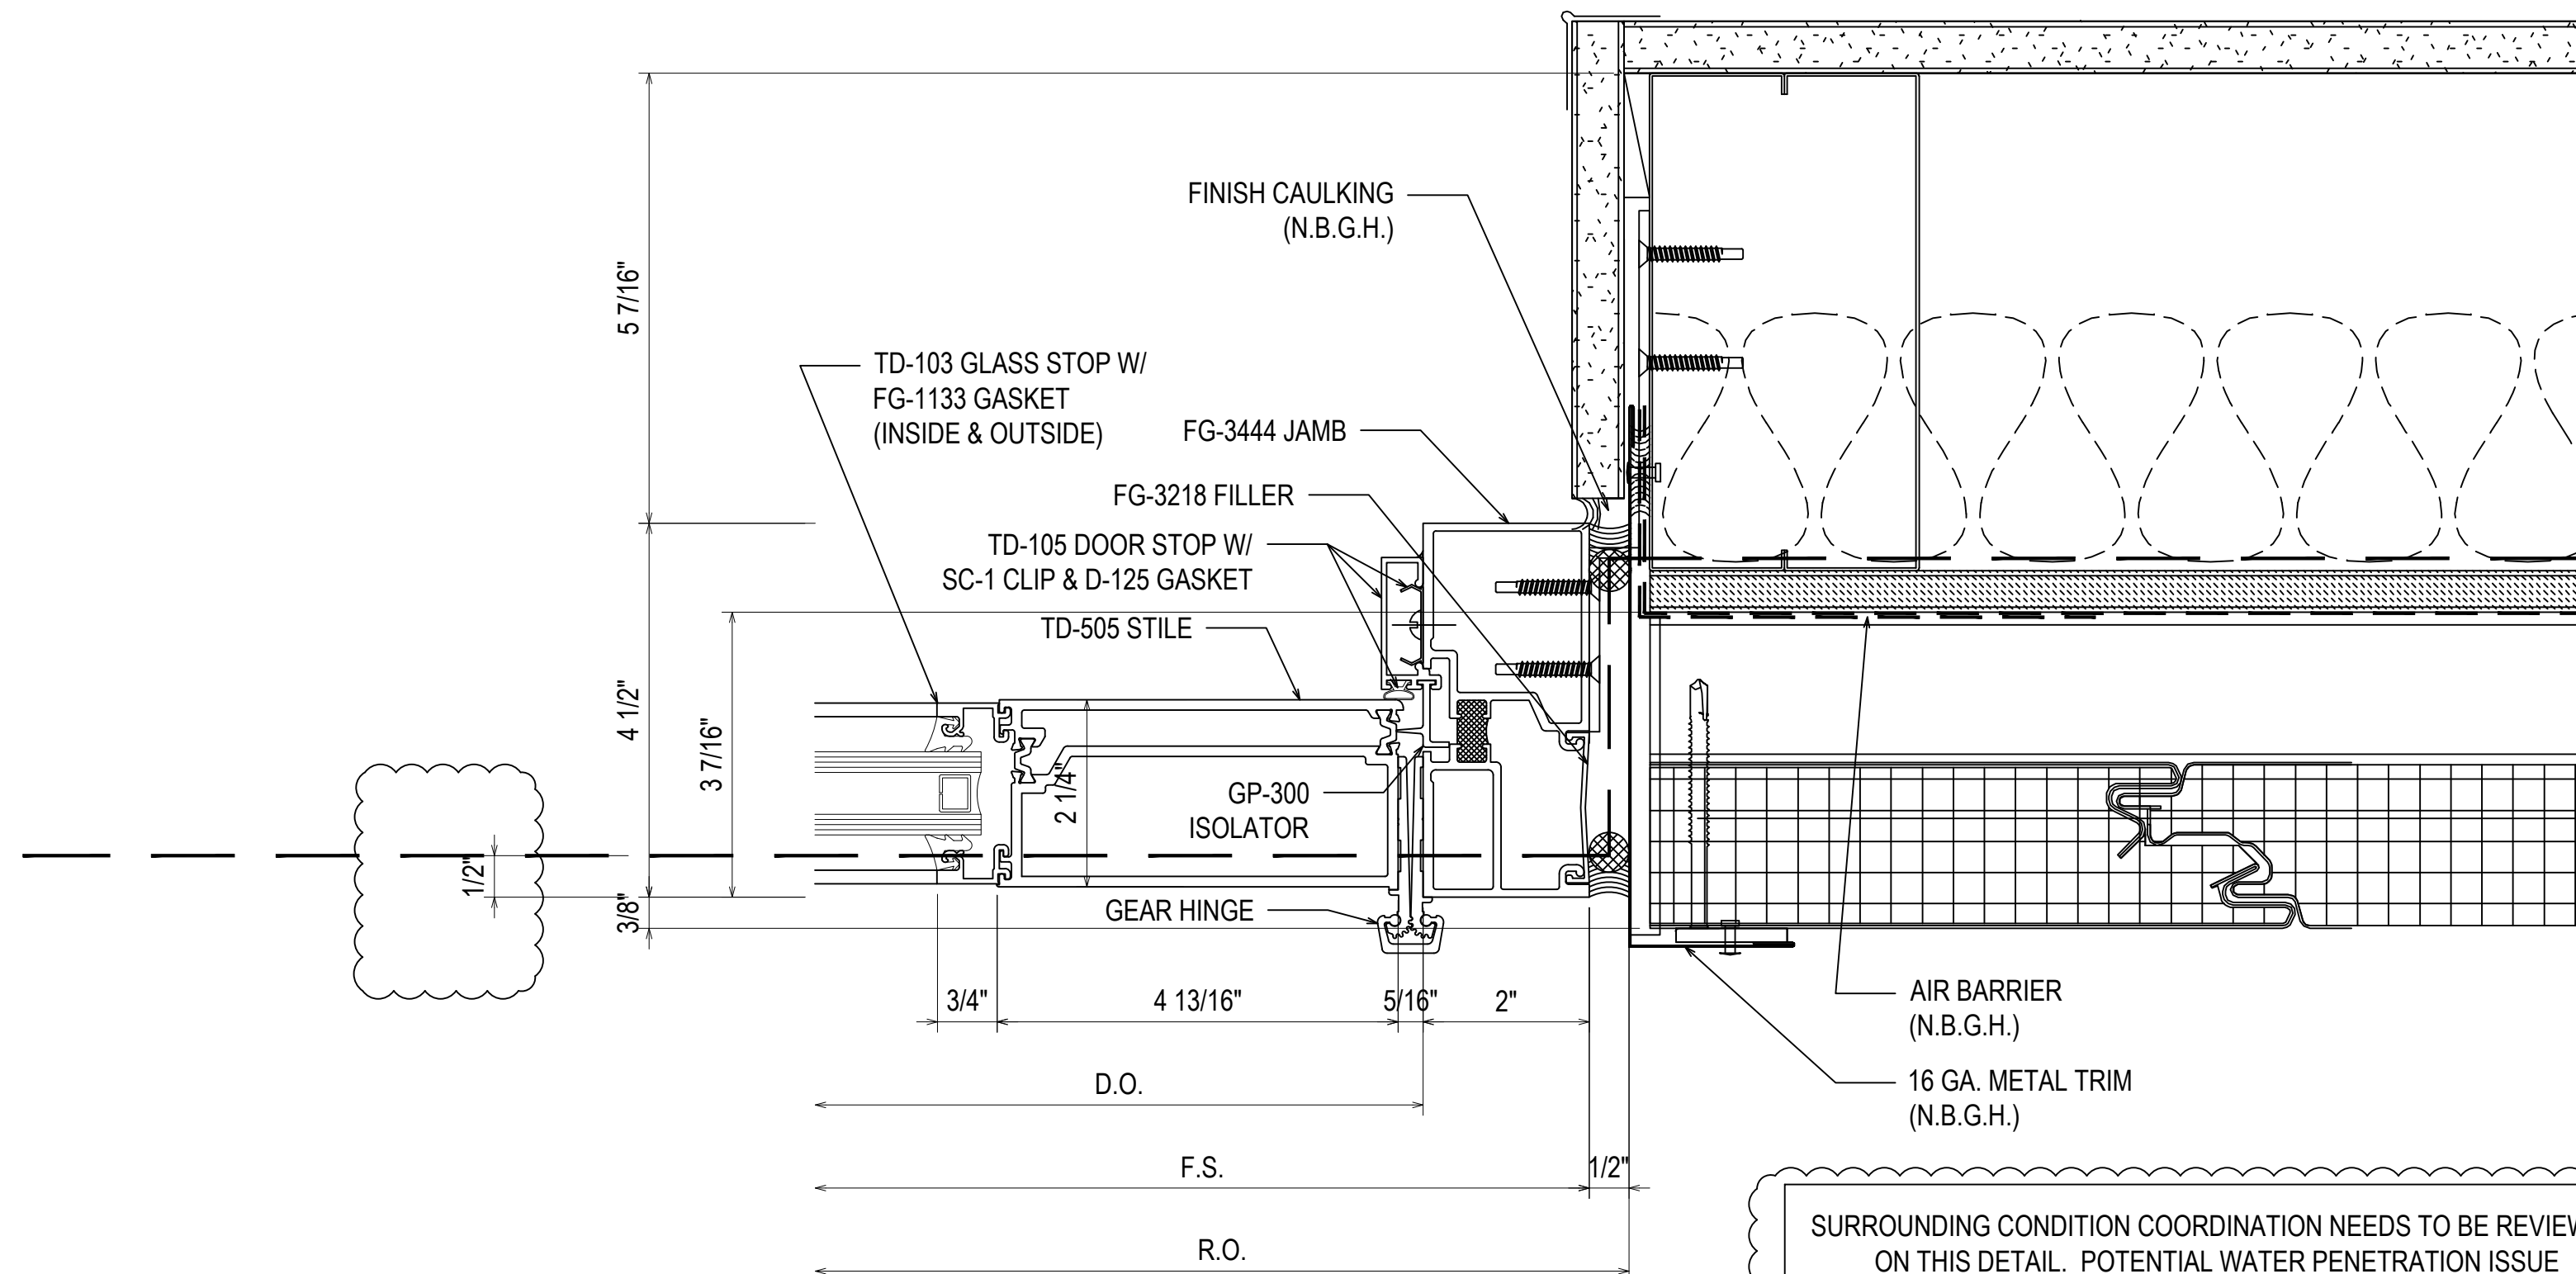 FINISH CAULKING
(N.B.G.H.)
5 7/16"
TD-103 GLASS STOP W/
FG-1133 GASKET
(INSIDE & OUTSIDE)
FG-3444 JAMB
FG-3218 FILLER
TD-105 DOOR STOP W/
SC-1 CLIP & D-125 GASKET
TD-505 STILE
4 1/2"
3 7/16"
2 1/4"
GP-300
ISOLATOR
1/2"
3/8"
GEAR HINGE
3/4"
4 13/16"
5/16"
2"
AIR BARRIER
(N.B.G.H.)
D.O.
16 GA. METAL TRIM
(N.B.G.H.)
F.S.
1/2"
R.O.
SURROUNDING CONDITION COORDINATION NEEDS TO BE
ON THIS DETAIL. POTENTIAL WATER PENETRATION ISSUE